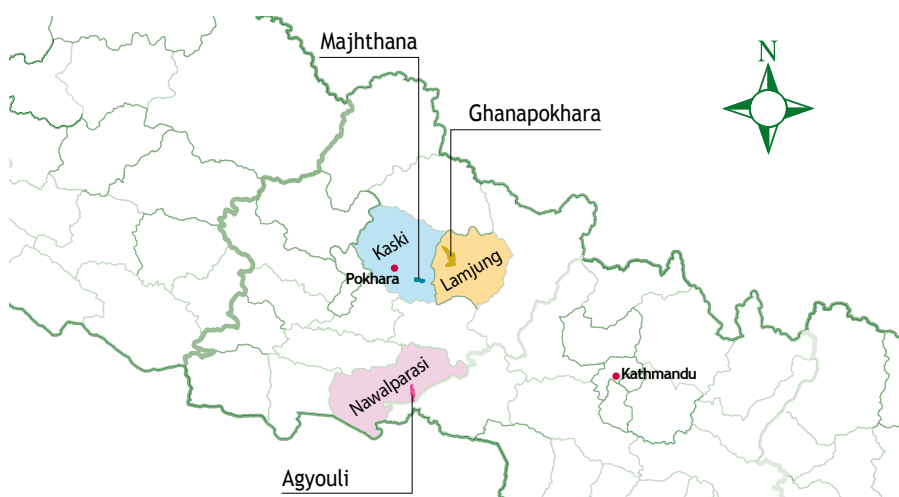 Majhthana
N
Ghanapokhara
Kaski
Lamjung
Pokhara
Nawalparasi
Kathmandu
Agyouli